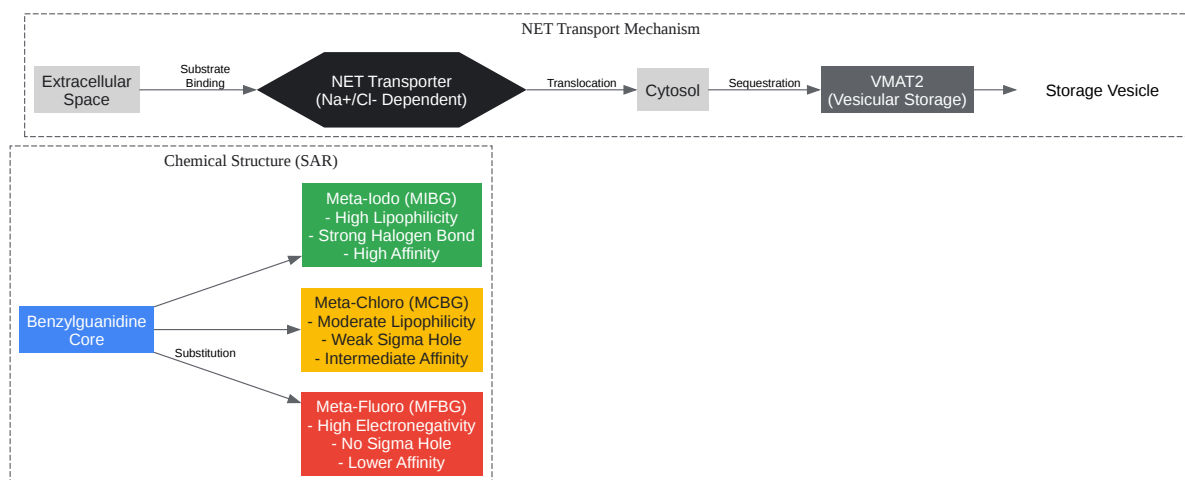 NET Transport Mechanism
Extracellular
Space
Substrate
Binding
NET Transporter
(Na+/Cl- Dependent)
Translocation
Cytosol
Sequestration
VMAT2
(Vesicular Storage)
Storage Vesicle
Chemical Structure (SAR)
Benzylguanidine
Core
Substitution
Meta-Iodo (MIBG)
- High Lipophilicity
- Strong Halogen Bond
- High Affinity
Meta-Chloro (MCBG)
- Moderate Lipophilicity
- Weak Sigma Hole
- Intermediate Affinity
Meta-Fluoro (MFBG)
- High Electronegativity
- No Sigma Hole
- Lower Affinity